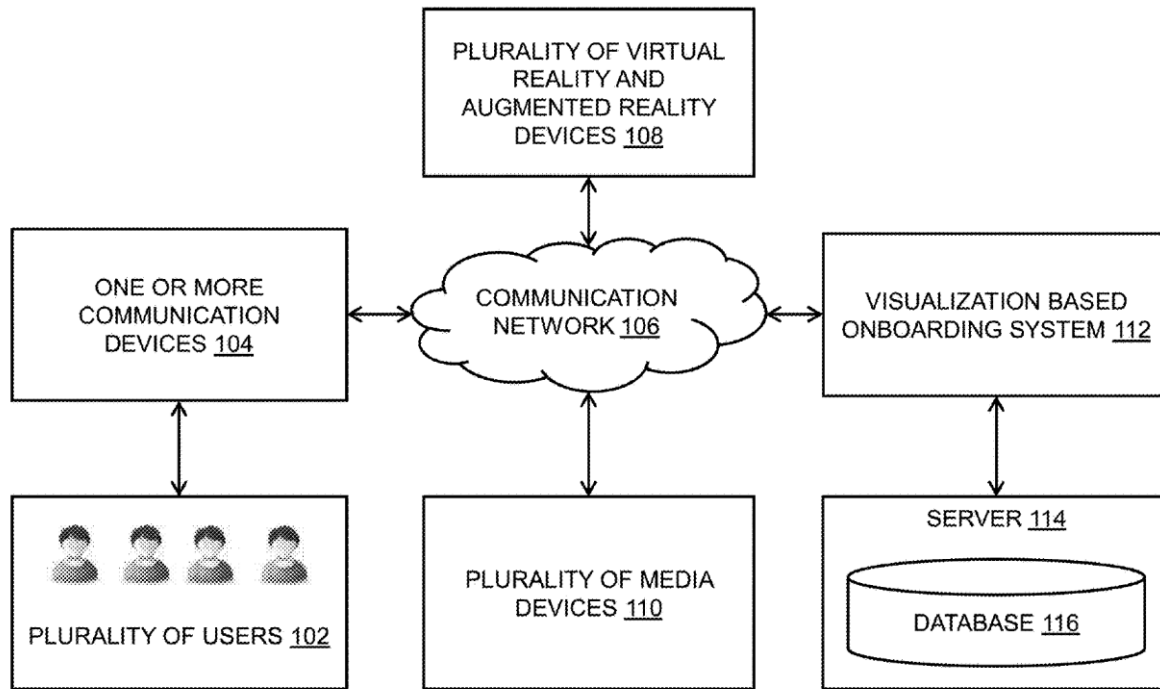 PLURALITY OF VIRTUAL
REALITY AND
AUGMENTED REALITY
DEVICES 108
ONE OR MORE
COMMUNICATION
DEVICES 104
COMMUNICATION
NETWORK 106
VISUALIZATION BASED
ONBOARDING SYSTEM 112
PLURALITY OF USERS 102
PLURALITY OF MEDIA
DEVICES 110
SERVER 114
DATABASE 116